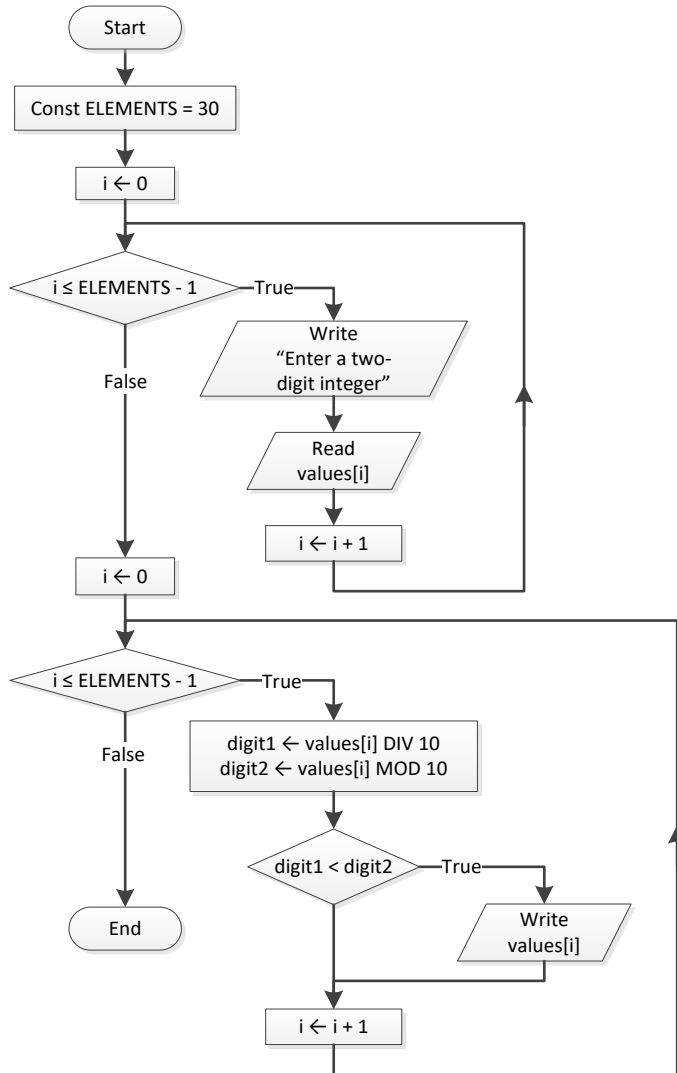 Start
Const ELEMENTS = 30
i ← 0
i ≤ ELEMENTS - 1
True
Write
“Enter a two-
digit integer”
False
Read
values[i]
i ← i + 1
i ← 0
i ≤ ELEMENTS - 1
True
digit1 ← values[i] DIV 10
digit2 ← values[i] MOD 10
False
digit1 < digit2
True
Write
values[i]
End
i ← i + 1